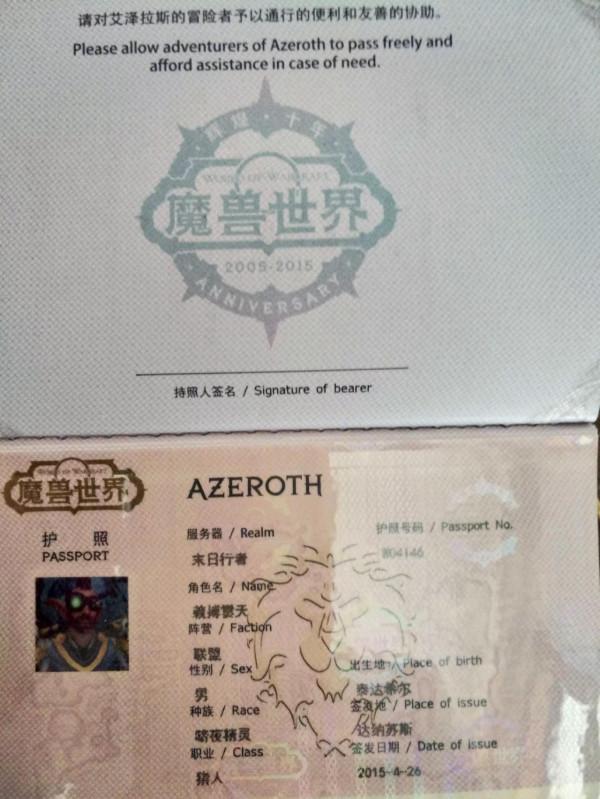 请对艾泽拉斯的冒险者予以通行的便利和友善的协助。
Please allow adventurers of Azeroth to pass freely and
afford assistance in case of need.
辉煌·十年
WORLD OF WARCRAFT
魔兽世界
2005-2015
ANNIVERSARY
持照人签名 / Signature of bearer
WORLD OF WARCRAFT
魔兽世界
AZEROTH
护 照
PASSPORT
服务器 / Realm
护照号码 / Passport No.
末日行者
角色名 / Name
義搏雲天
阵营 / Faction
联盟
性别 / Sex
出生地 / Place of birth
男
泰达希尔
种族 / Race
签发地 / Place of issue
暗夜精灵
达纳苏斯
职业 / Class
签发日期 / Date of issue
猎人
2015-4-26